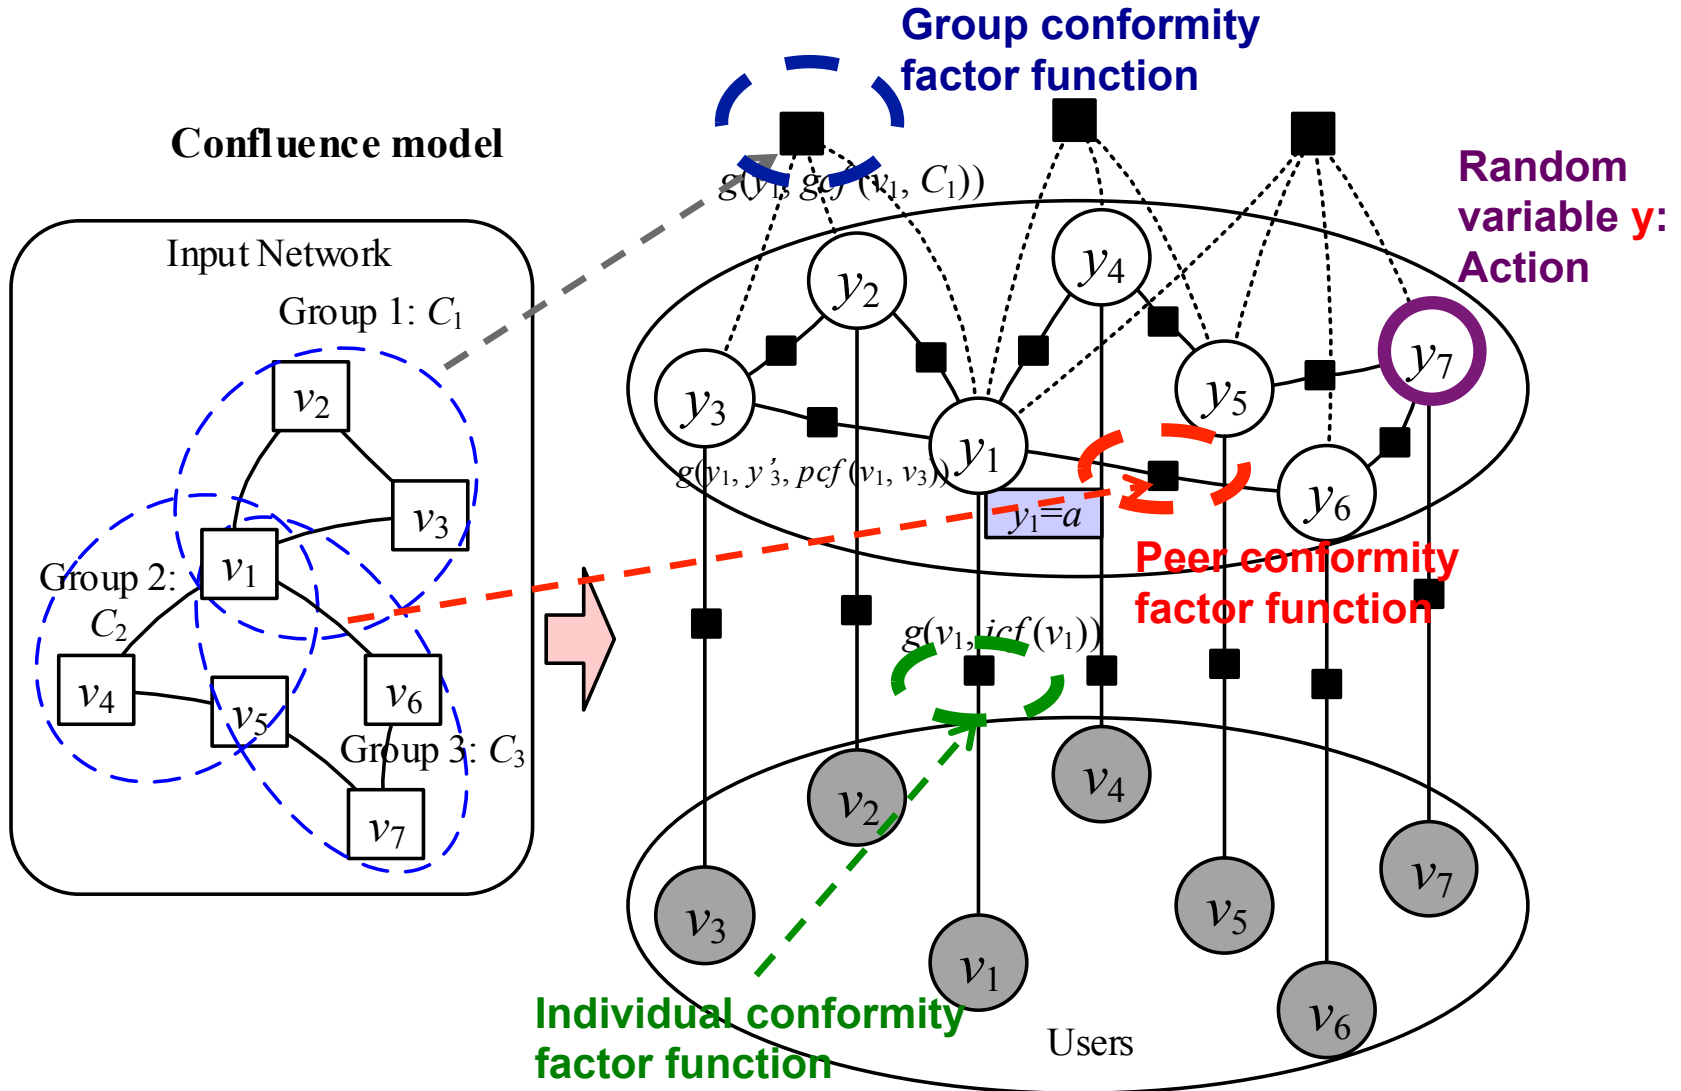 Group conformity
factor function
Confluence model
g(y1, gcf (v1, C1))
Random
variable y:
Action
Input Network
Group 1: C1
v2
v3
v1
Group 2:
C2
v4
v5
v6
Group 3: C3
v7
y2
y4
y3
y1
y5
y7
y6
g(y1, y'3, pcf (v1, v3))
y1=a
Peer conformity
factor function
g(v1, icf (v1))
v2
v4
v3
v1
v5
v7
v6
Individual conformity
factor function
Users